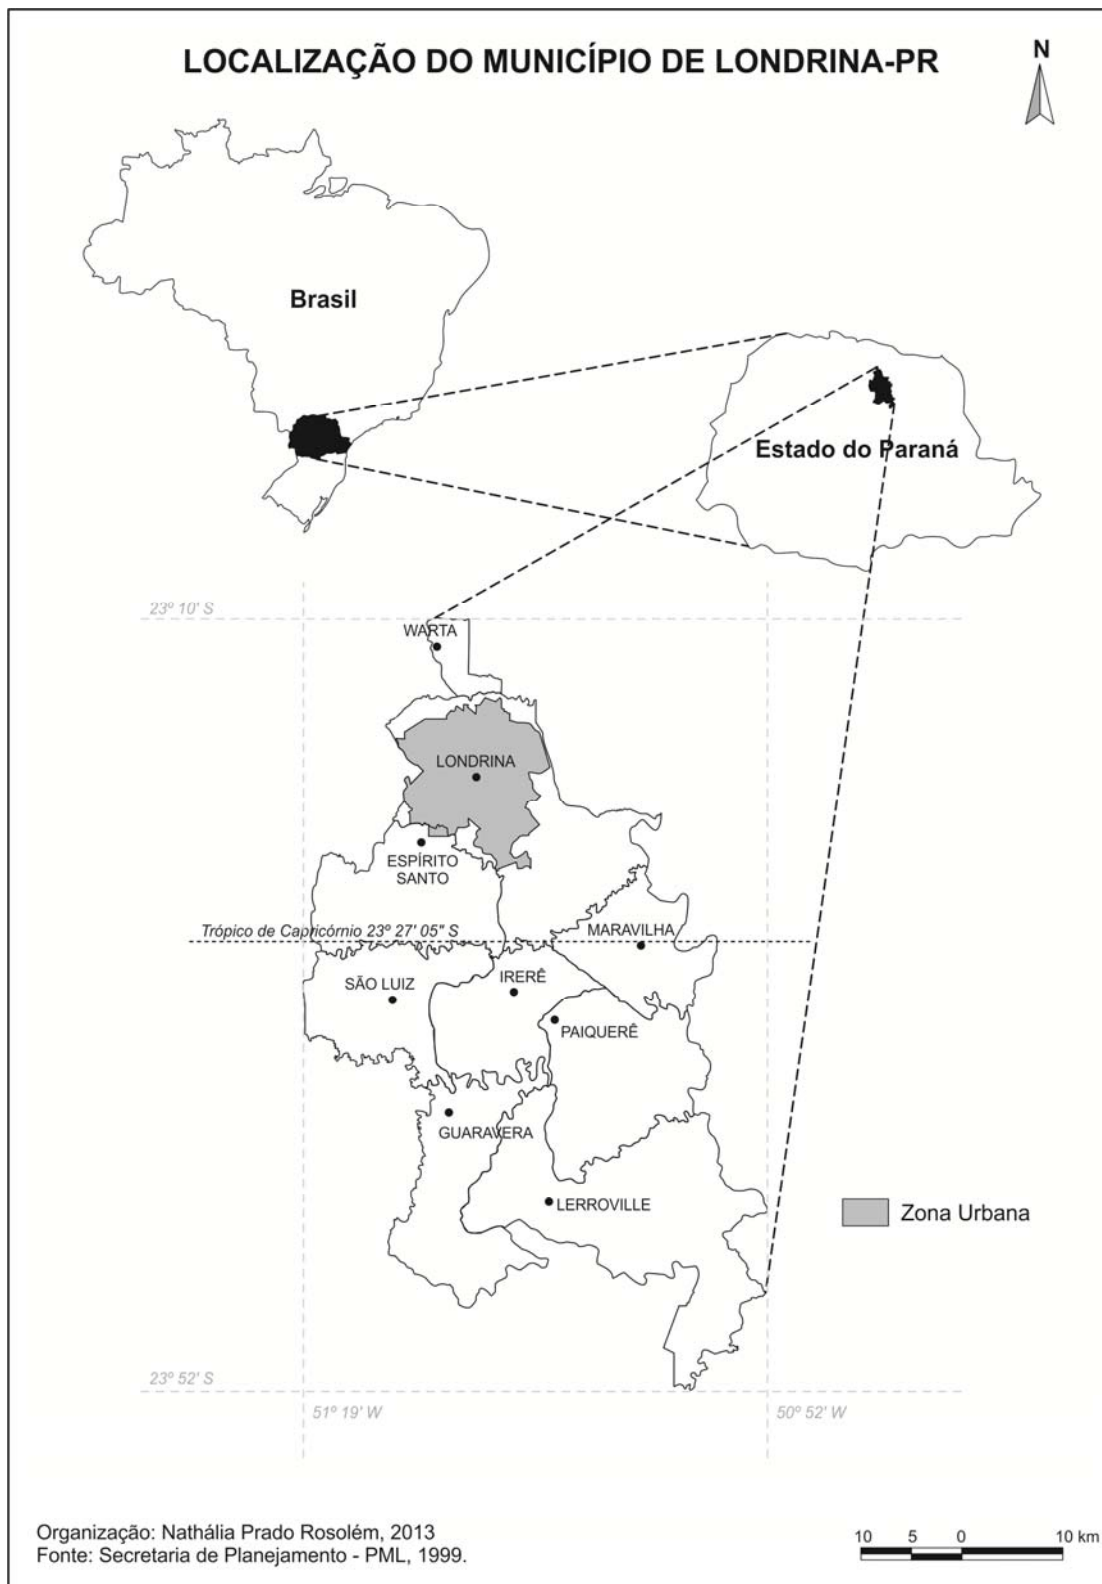 LOCALIZAÇÃO DO MUNICÍPIO DE LONDRINA-PR
N
Brasil
Estado do Paraná
23º 10' S
WARTA
LONDRINA
ESPÍRITO
SANTO
Trópico de Capricórnio 23º 27' 05" S
MARAVILHA
SÃO LUIZ
IRERÊ
PAIQUERÊ
GUARAVERA
LERROVILLE
Zona Urbana
23º 52' S
51º 19' W
50º 52' W
Organização: Nathália Prado Rosolém, 2013
Fonte: Secretaria de Planejamento - PML, 1999.
10 5 0 10 km